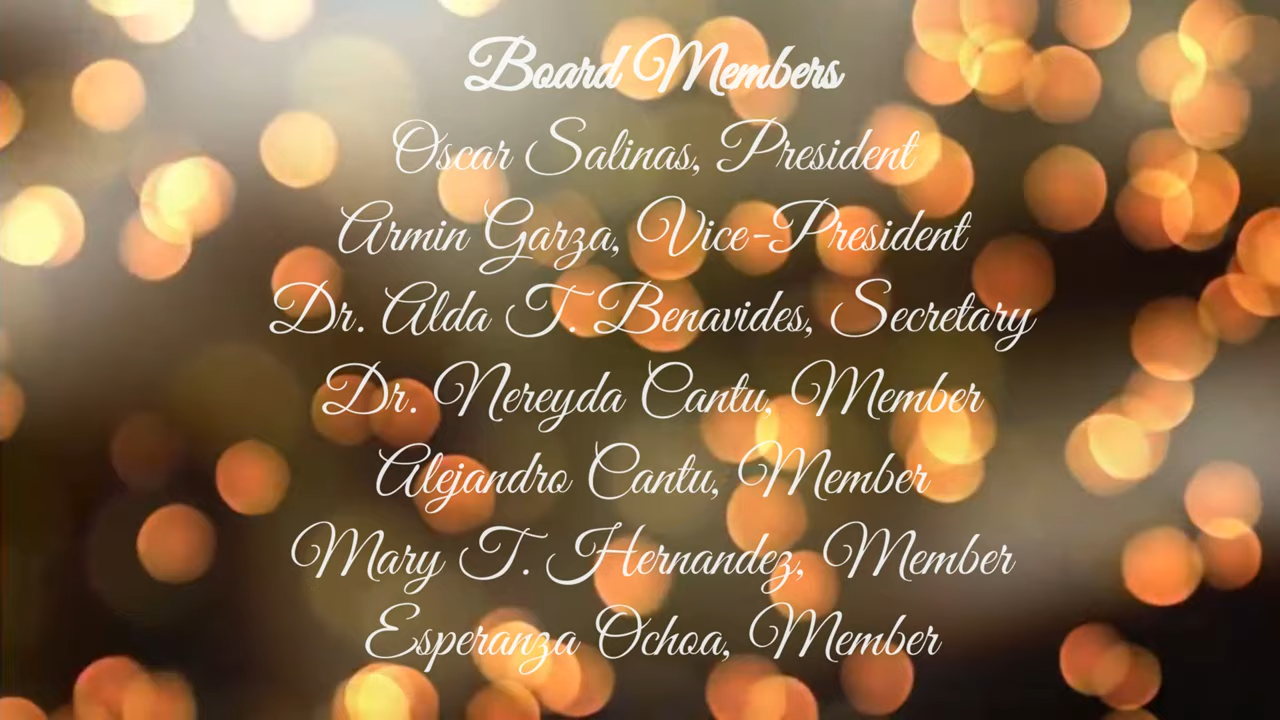 Board Members
Oscar Salinas, President
Armin Garza, Vice-President
Dr. Alda T. Benavides, Secretary
Dr. Nereyda Cantu, Member
Alejandro Cantu, Member
Mary T. Hernandez, Member
Esperanza Ochoa, Member